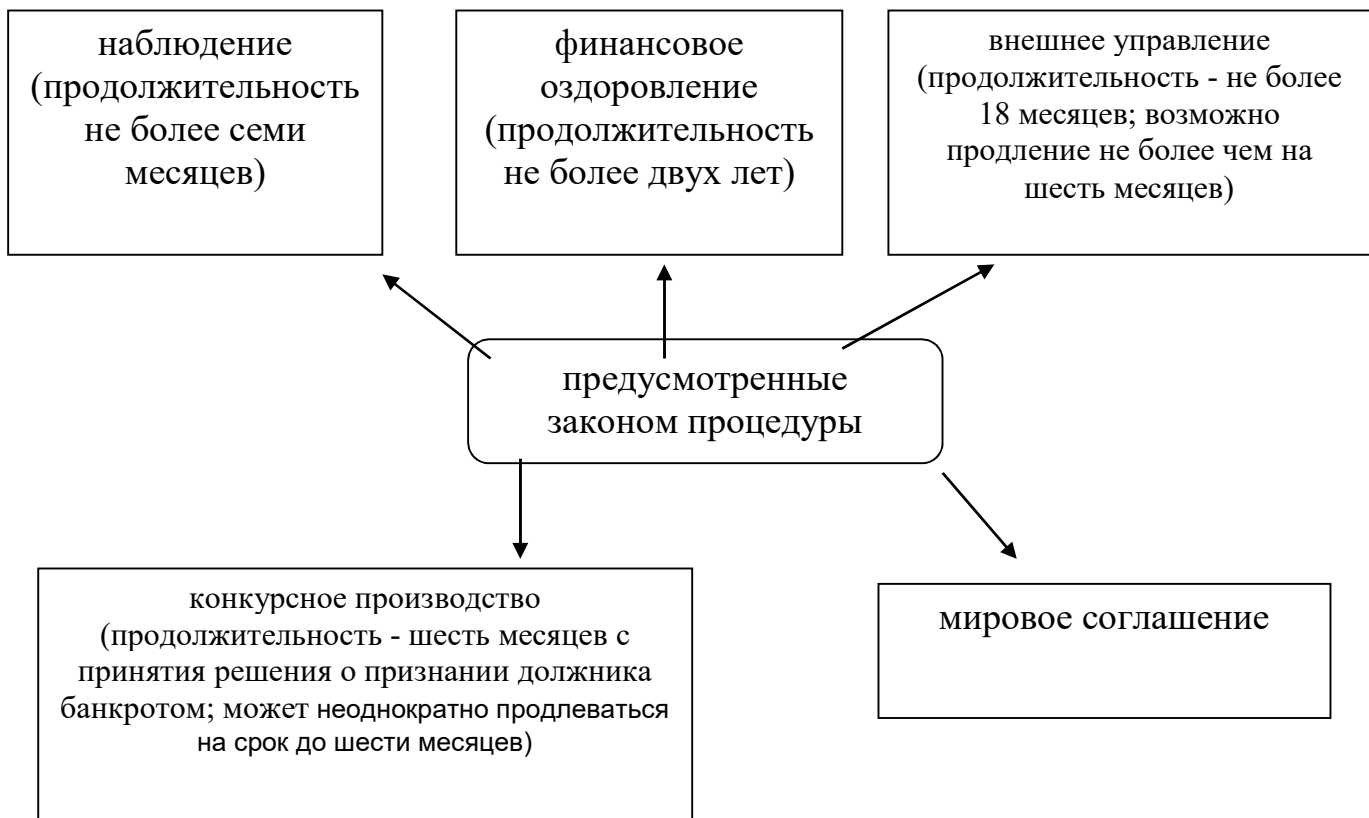 наблюдение
(продолжительность
не более семи
месяцев)
финансовое
оздоровление
(продолжительность
не более двух лет)
внешнее управление
(продолжительность - не более
18 месяцев; возможно
продление не более чем на
шесть месяцев)
предусмотренные
законом процедуры
конкурсное производство
(продолжительность - шесть месяцев с
принятия решения о признании должника
банкротом; может неоднократно продлеваться
на срок до шести месяцев)
мировое соглашение